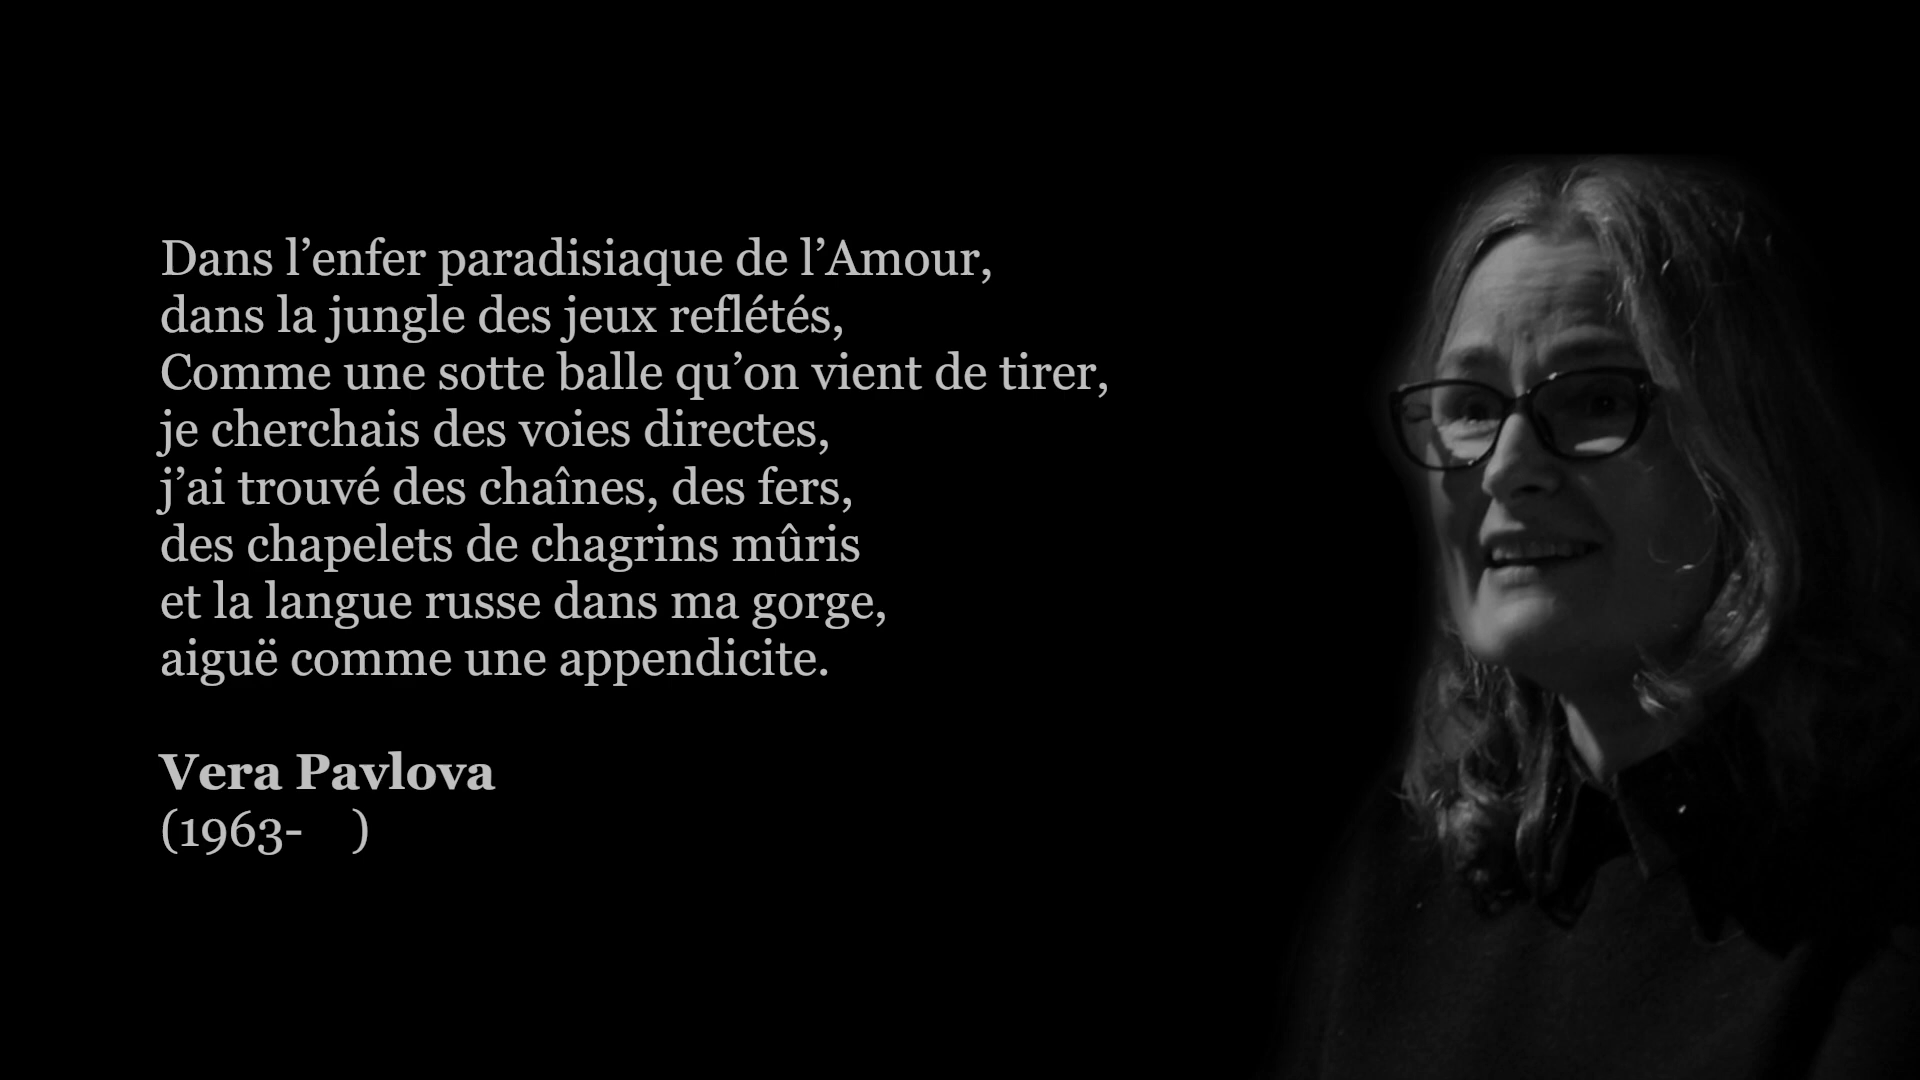 Dans l’enfer paradisiaque de l’Amour,
dans la jungle des jeux reflétés,
Comme une sotte balle qu’on vient de tirer,
je cherchais des voies directes,
j’ai trouvé des chaînes, des fers,
des chapelets de chagrins mûris
et la langue russe dans ma gorge,
aiguë comme une appendicite.
Vera Pavlova
(1963-    )